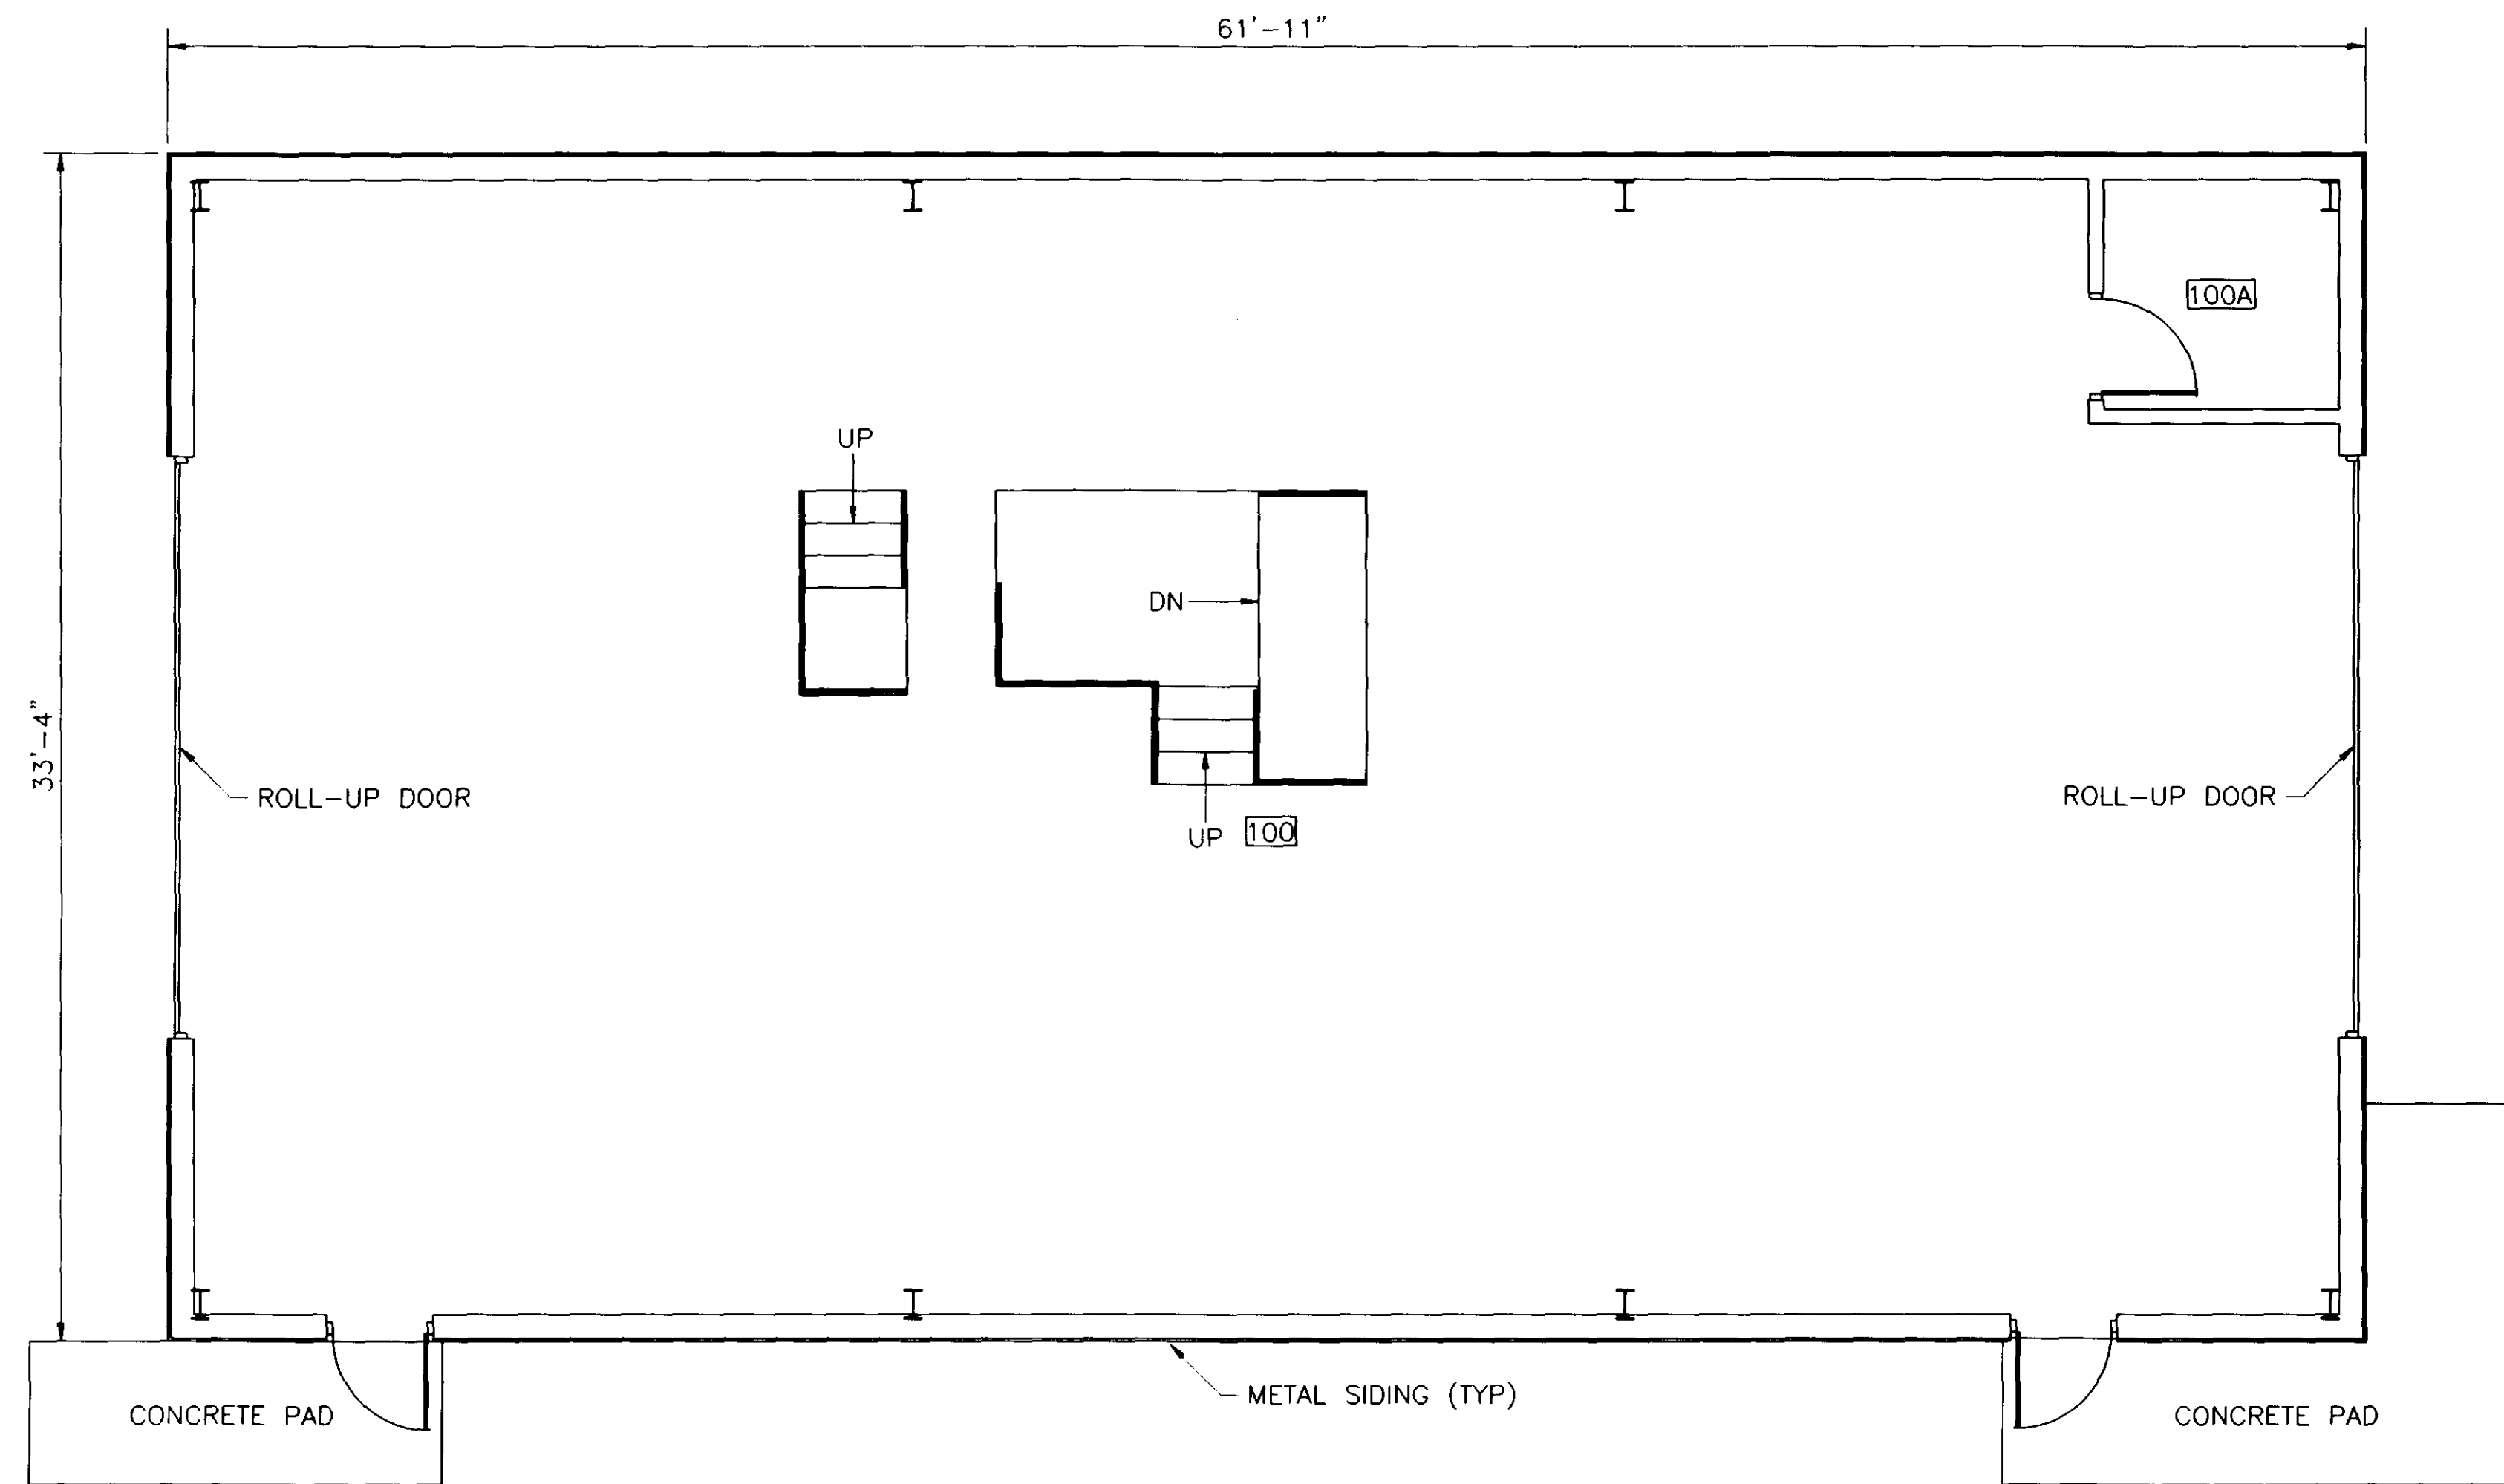 61'-11"
100A
UP
DN
33'-4"
ROLL-UP DOOR
ROLL-UP DOOR
UP
100
METAL SIDING (TYP)
CONCRETE PAD
CONCRETE PAD